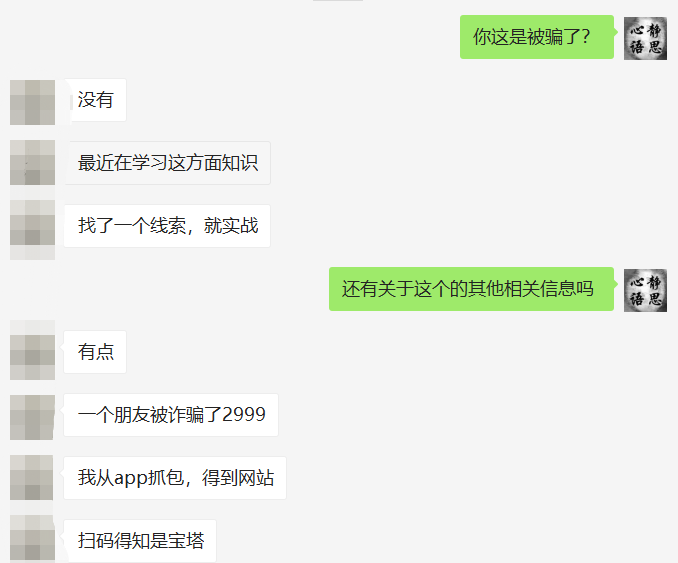 你这是被骗了？
心静
语思
没有
最近在学习这方面知识
找了一个线索，就实战
还有关于这个的其他相关信息吗
心静
语思
有点
一个朋友被诈骗了2999
我从app抓包，得到网站
扫码得知是宝塔